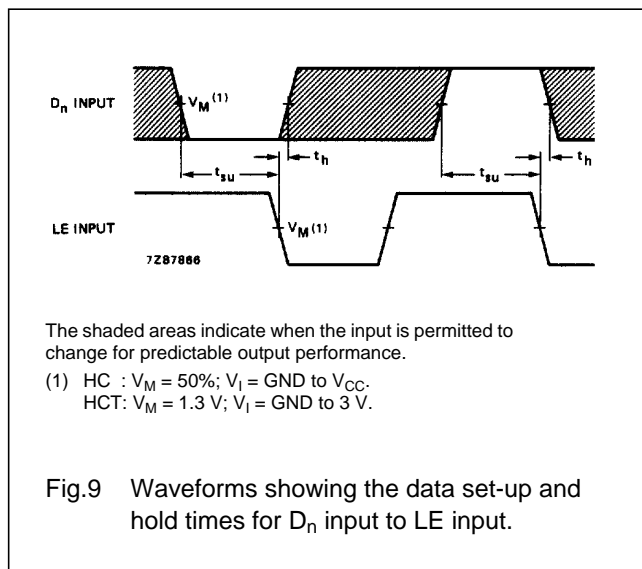 Dn INPUT
VM(1)
th
tsu
th
tsu
LE INPUT
VM(1)
7Z87866
The shaded areas indicate when the input is permitted to
change for predictable output performance.
(1) HC : VM = 50%; VI = GND to VCC.
HCT: VM = 1.3 V; VI = GND to 3 V.
Fig.9 Waveforms showing the data set-up and
hold times for Dn input to LE input.